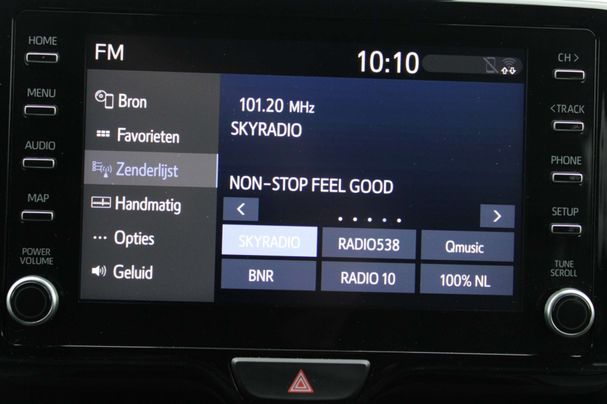 HOME
MENU
AUDIO
MAP
POWER
VOLUME
FM
10:10
Bron
Favorieten
Zenderlijst
Handmatig
Opties
Geluid
101.20 MHz
SKYRADIO
NON-STOP FEEL GOOD
< >
SKYRADIO RADIO538 Qmusic
BNR RADIO 10 100% NL
CH >
< TRACK
PHONE
SETUP
TUNE
SCROLL